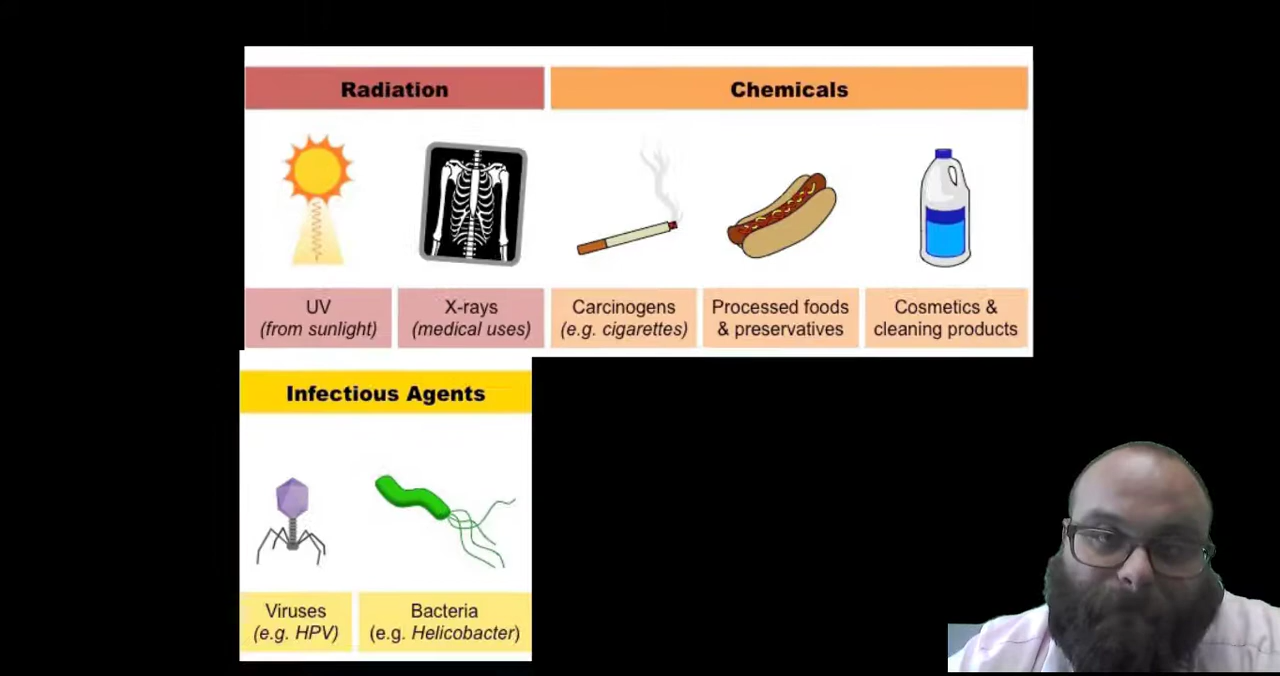 Radiation
Chemicals
UV
(from sunlight)
X-rays
(medical uses)
Carcinogens
(e.g. cigarettes)
Processed foods
& preservatives
Cosmetics &
cleaning products
Infectious Agents
Viruses
(e.g. HPV)
Bacteria
(e.g. Helicobacter)